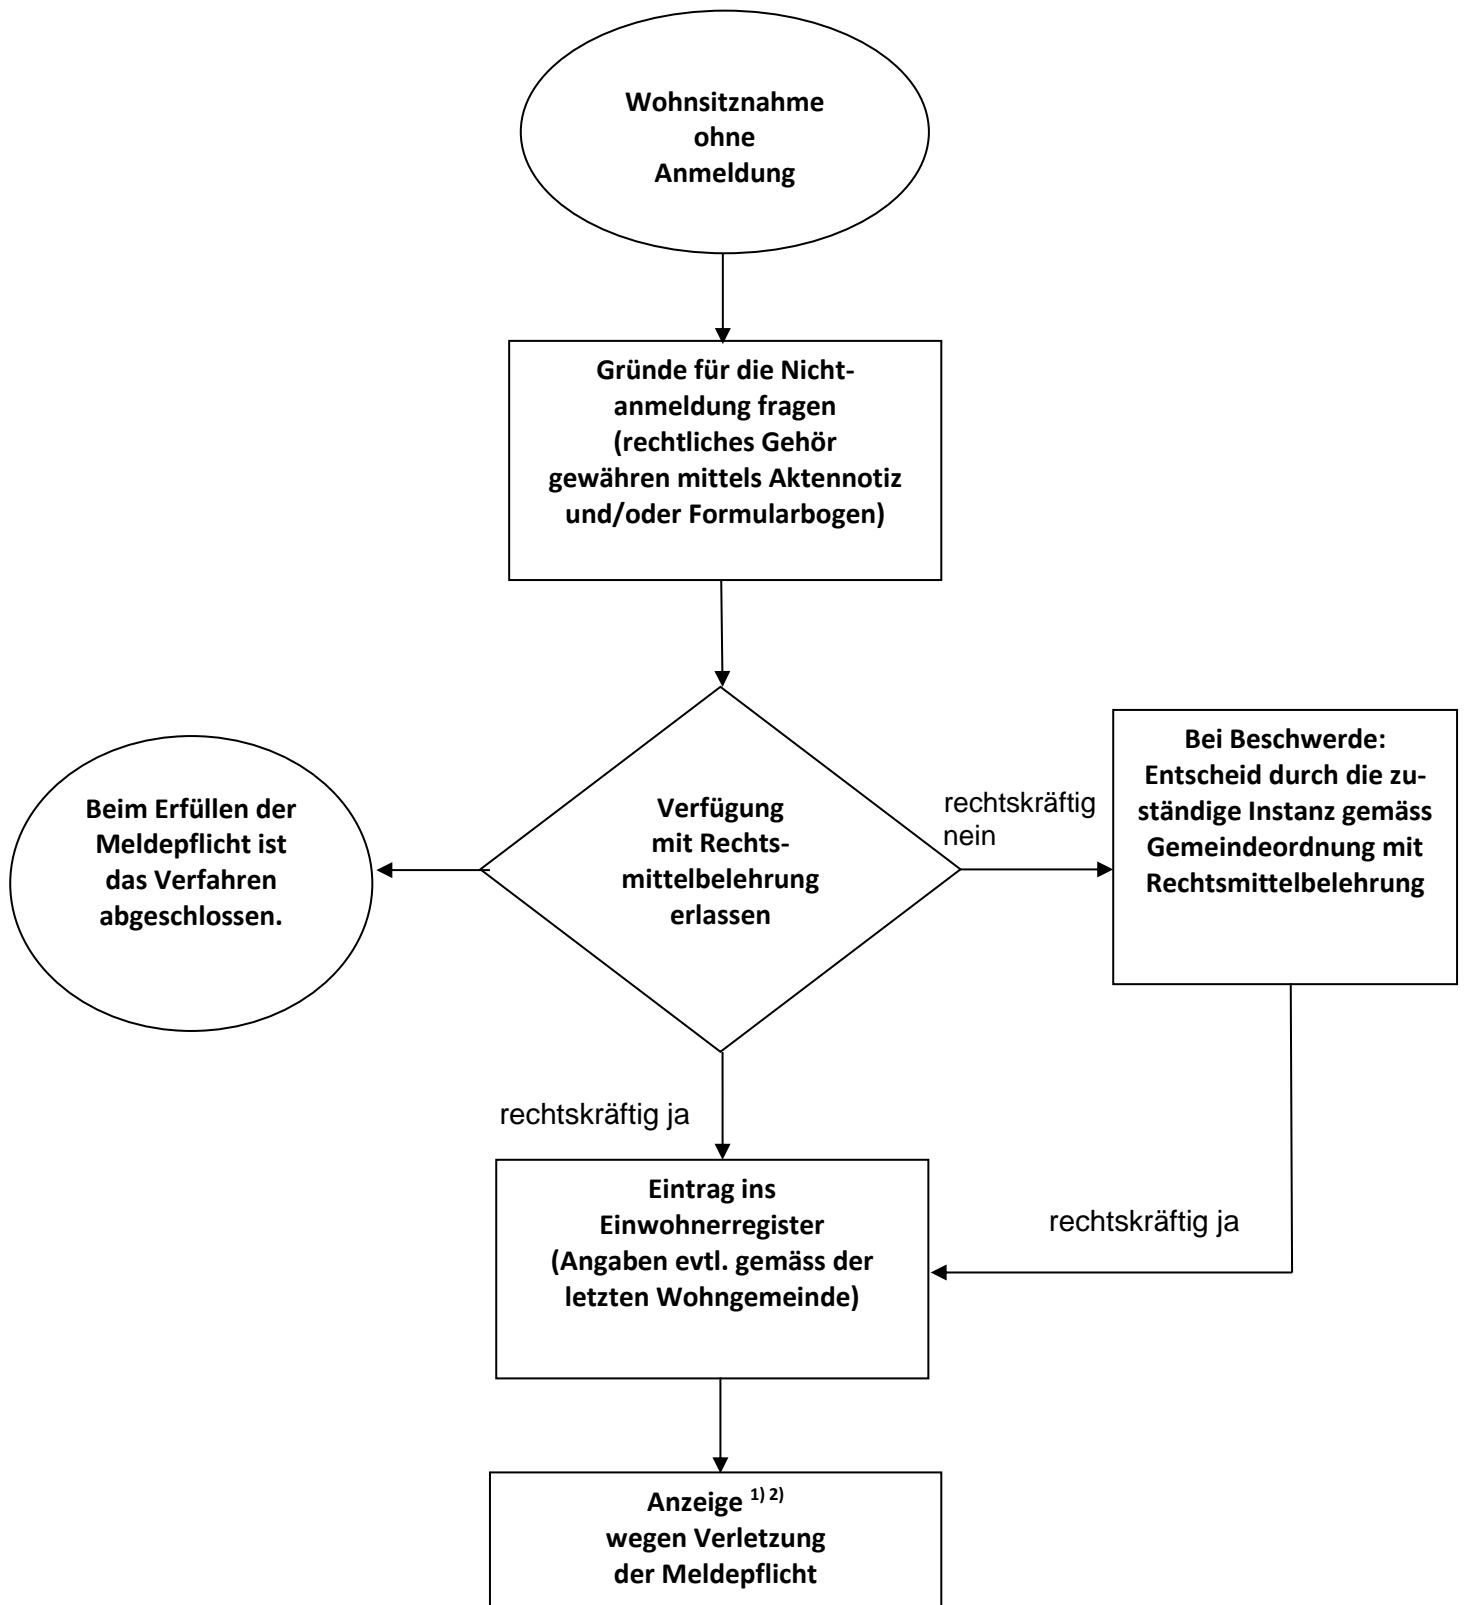 Wohnsitznahme
ohne
Anmeldung
Gründe für die Nicht-
anmeldung fragen
(rechtliches Gehör
gewähren mittels Aktennotiz
und/oder Formularbogen)
Beim Erfüllen der
Meldepflicht ist
das Verfahren
abgeschlossen.
Verfügung
mit Rechts-
mittelbelehrung
erlassen
rechtskräftig
nein
Bei Beschwerde:
Entscheid durch die zu-
ständige Instanz gemäss
Gemeindeordnung mit
Rechtsmittelbelehrung
rechtskräftig ja
Eintrag ins
Einwohnerregister
(Angaben evtl. gemäss der
letzten Wohngemeinde)
rechtskräftig ja
Anzeige 1) 2)
wegen Verletzung
der Meldepflicht